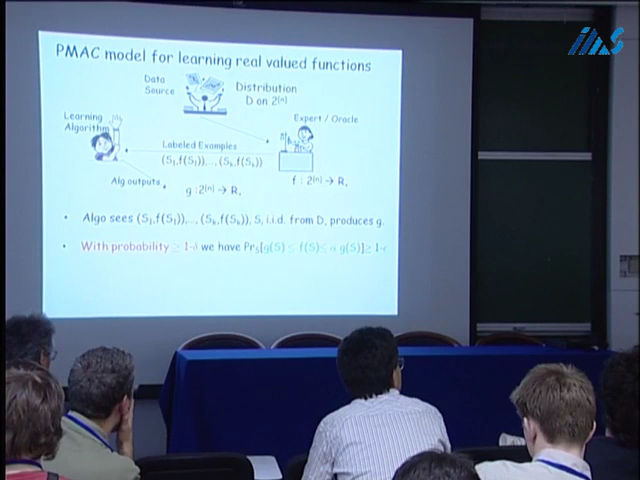 PMAC model for learning real valued functions
Data
Source
Distribution
D on 2^[n]
Expert / Oracle
Learning
Algorithm
Labeled Examples
(S₁,f(S₁)),..., (Sₖ,f(Sₖ))
Alg outputs
g : 2^[n] → R₊
f : 2^[n] → R₊
• Algo sees (S₁,f(S₁)),..., (Sₖ,f(Sₖ)), Sᵢ i.i.d. from D, produces g.
• With probability ≥ 1-δ we have Pr_S[g(S) ≤ f(S) ≤ α g(S)] ≥ 1-ε
ims